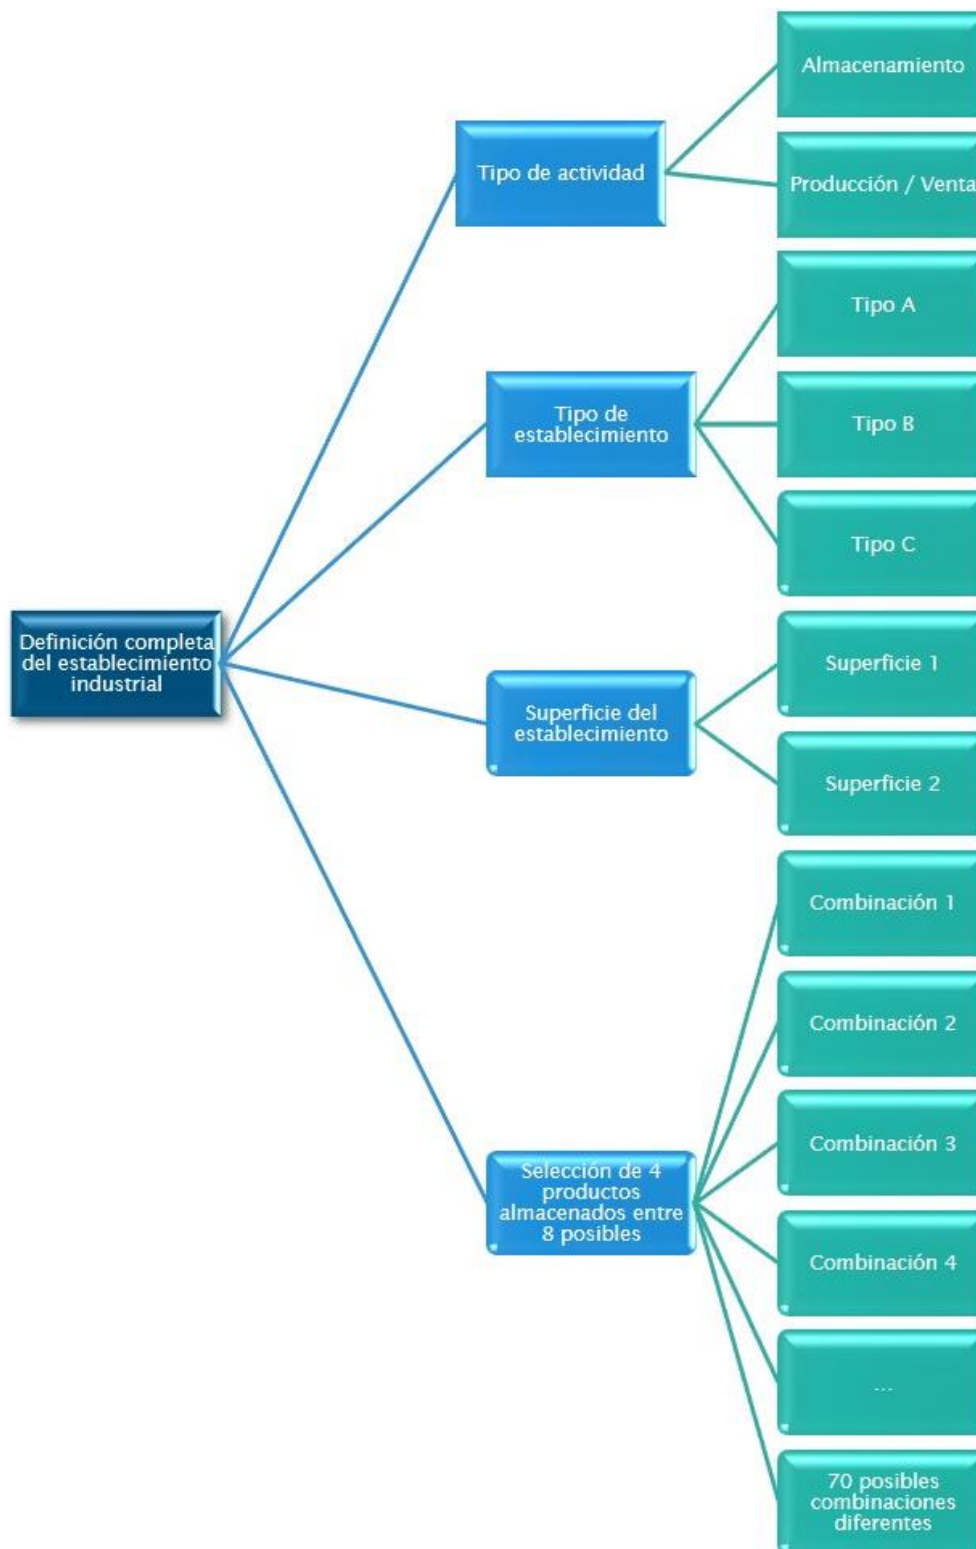 Almacenamiento
Tipo de actividad
Producción / Venta
Tipo A
Tipo de
establecimiento
Tipo B
Tipo C
Definición completa
del establecimiento
industrial
Superficie 1
Superficie del
establecimiento
Superficie 2
Combinación 1
Combinación 2
Combinación 3
Selección de 4
productos
almacenados entre
8 posibles
Combinación 4
...
70 posibles
combinaciones
diferentes